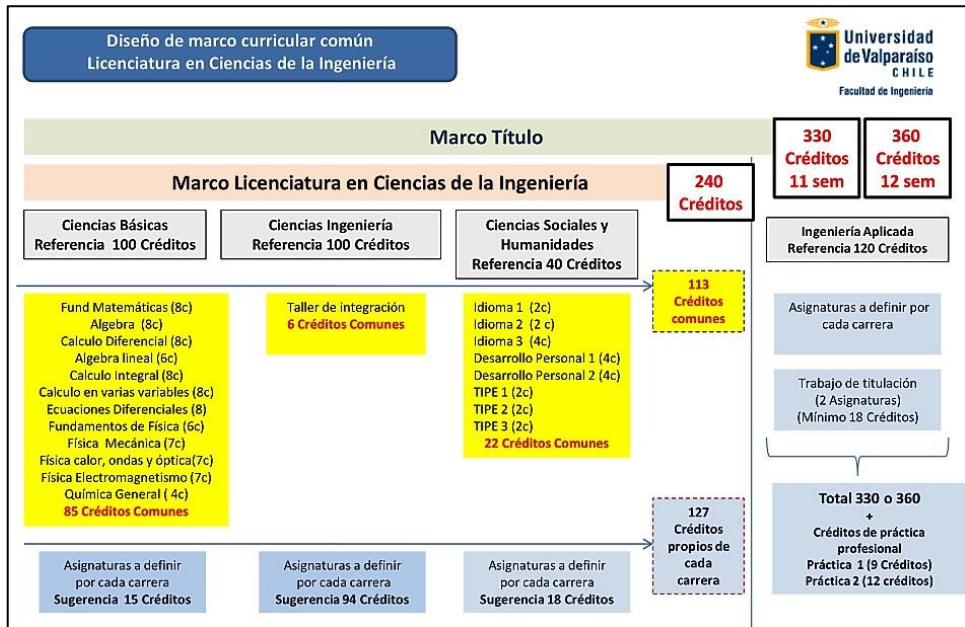 Diseño de marco curricular común
Licenciatura en Ciencias de la Ingeniería
Universidad
de Valparaíso
CHILE
Facultad de Ingeniería
Marco Título
330
Créditos
11 sem
360
Créditos
12 sem
Marco Licenciatura en Ciencias de la Ingeniería
240
Créditos
Ciencias Básicas
Referencia 100 Créditos
Ciencias Ingeniería
Referencia 100 Créditos
Ciencias Sociales y
Humanidades
Referencia 40 Créditos
Ingeniería Aplicada
Referencia 120 Créditos
Fund Matemáticas (8c)
Algebra (8c)
Calculo Diferencial (8c)
Algebra lineal (6c)
Calculo Integral (8c)
Calculo en varias variables (8c)
Ecuaciones Diferenciales (8)
Fundamentos de Física (6c)
Física Mecánica (7c)
Física calor, ondas y óptica(7c)
Física Electromagnetismo (7c)
Química General ( 4c)
85 Créditos Comunes
Taller de integración
6 Créditos Comunes
Idioma 1 (2c)
Idioma 2 (2 c)
Idioma 3 (4c)
Desarrollo Personal 1 (4c)
Desarrollo Personal 2 (4c)
TIPE 1 (2c)
TIPE 2 (2c)
TIPE 3 (2c)
22 Créditos Comunes
113
Créditos
comunes
Asignaturas a definir por
cada carrera
Trabajo de titulación
(2 Asignaturas)
(Mínimo 18 Créditos)
Asignaturas a definir
por cada carrera
Sugerencia 15 Créditos
Asignaturas a definir
por cada carrera
Sugerencia 94 Créditos
Asignaturas a definir
por cada carrera
Sugerencia 18 Créditos
127
Créditos
propios de
cada
carrera
Total 330 o 360
+
Créditos de práctica
profesional
Práctica 1 (9 Créditos)
Práctica 2 (12 créditos)